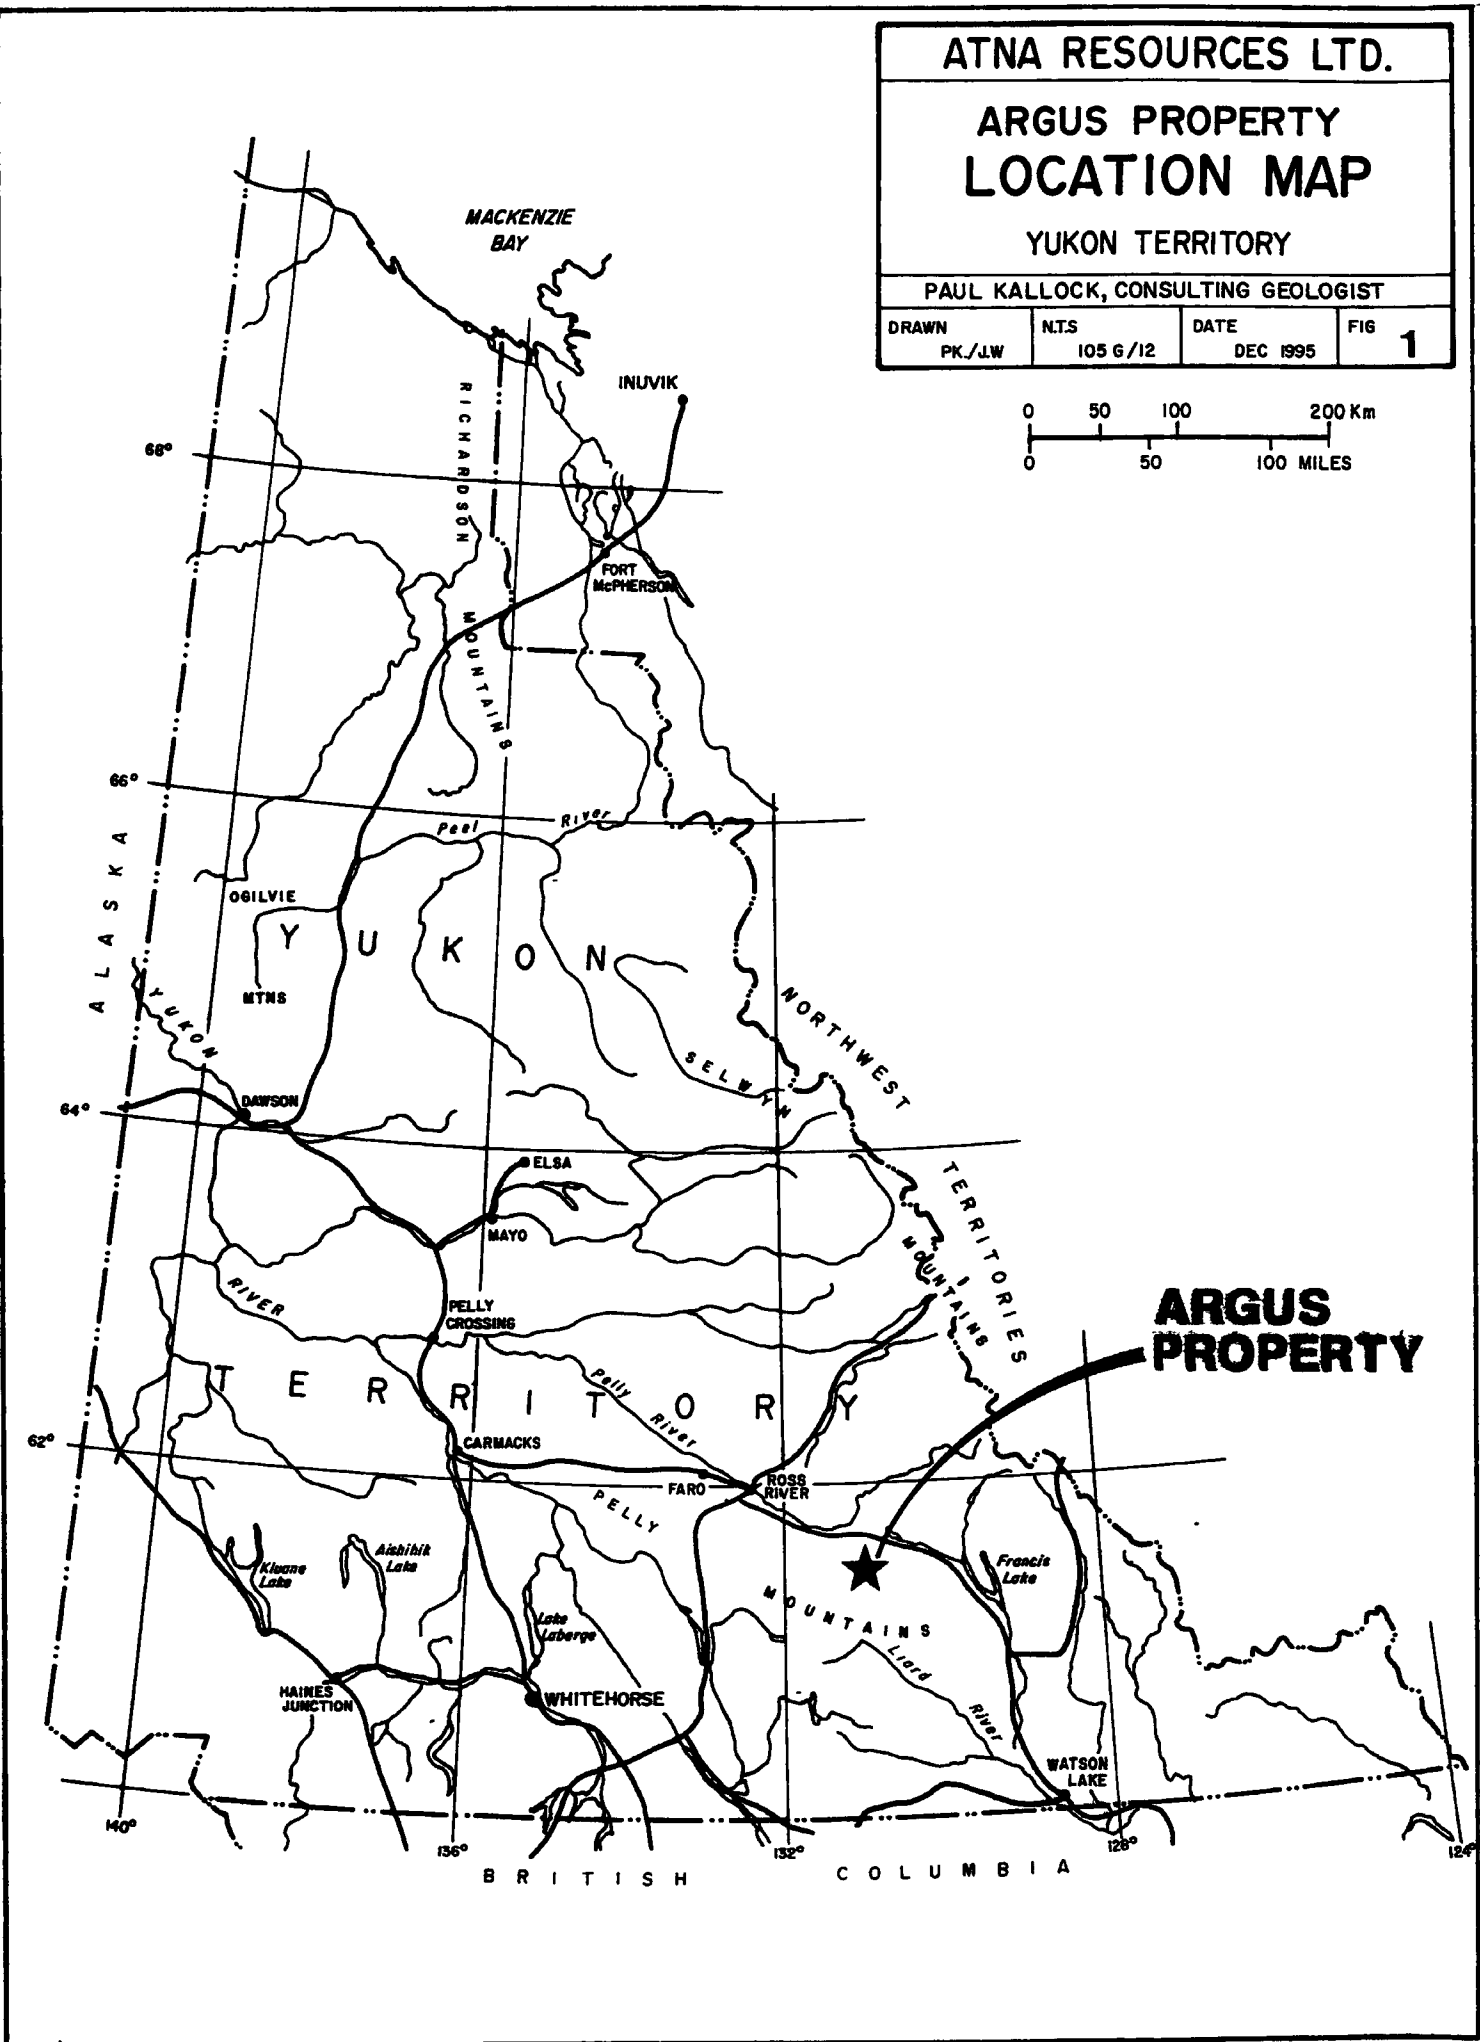 ATNA RESOURCES LTD.
ARGUS PROPERTY
LOCATION MAP
YUKON TERRITORY
PAUL KALLOCK, CONSULTING GEOLOGIST
DRAWN
PK./J.W
N.T.S
105 G/12
DATE
DEC 1995
FIG
1
0 50 100 200 Km
0 50 100 MILES
MACKENZIE
BAY
INUVIK
RICHARDSON
68°
FORT
McPHERSON
MOUNTAINS
66°
Peel River
ALASKA
OGILVIE
YUKON
MTNS
YUKON
NORTHWEST
SELWYN
64°
DAWSON
ELSA
MAYO
TERRITORIES
MOUNTAINS
RIVER
PELLY
CROSSING
ARGUS
PROPERTY
TERRITORY
Pelly
River
62°
CARMACKS
FARO
ROSS
RIVER
PELLY
Kluane
Lake
Aishihik
Lake
Francis
Lake
MOUNTAINS
Lake
Laberge
Liard
River
HAINES
JUNCTION
WHITEHORSE
WATSON
LAKE
140°
136°
132°
128°
124°
BRITISH COLUMBIA